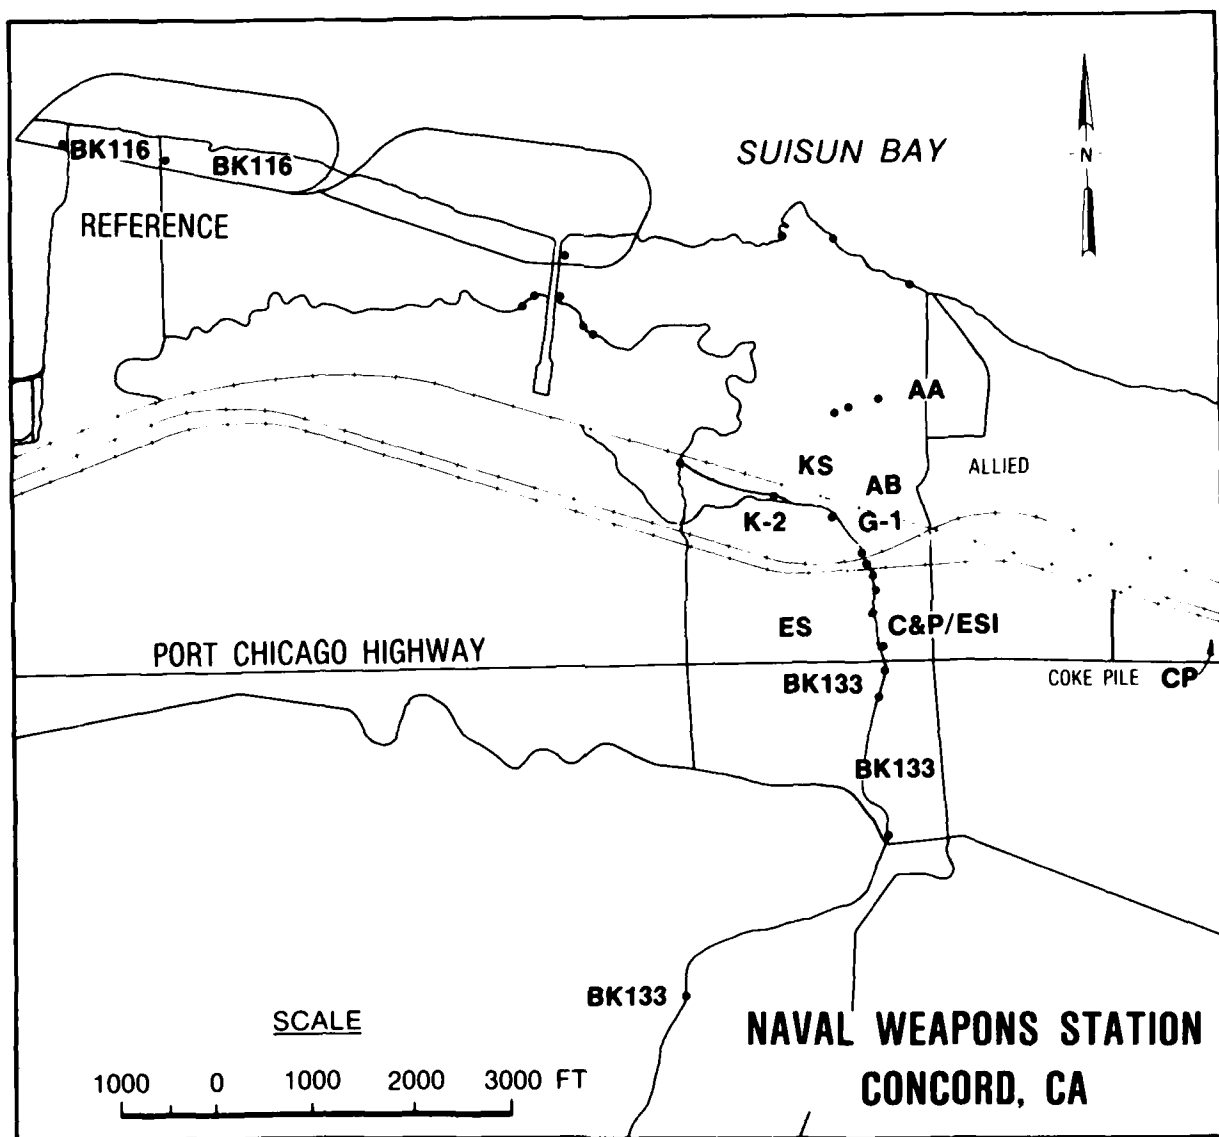 SUISUN BAY
N
BK116
BK116
REFERENCE
AA
KS
ALLIED
AB
K-2
G-1
ES
C&P/ESI
PORT CHICAGO HIGHWAY
BK133
COKE PILE CP
BK133
BK133
SCALE
1000 0 1000 2000 3000 FT
NAVAL WEAPONS STATION
CONCORD, CA